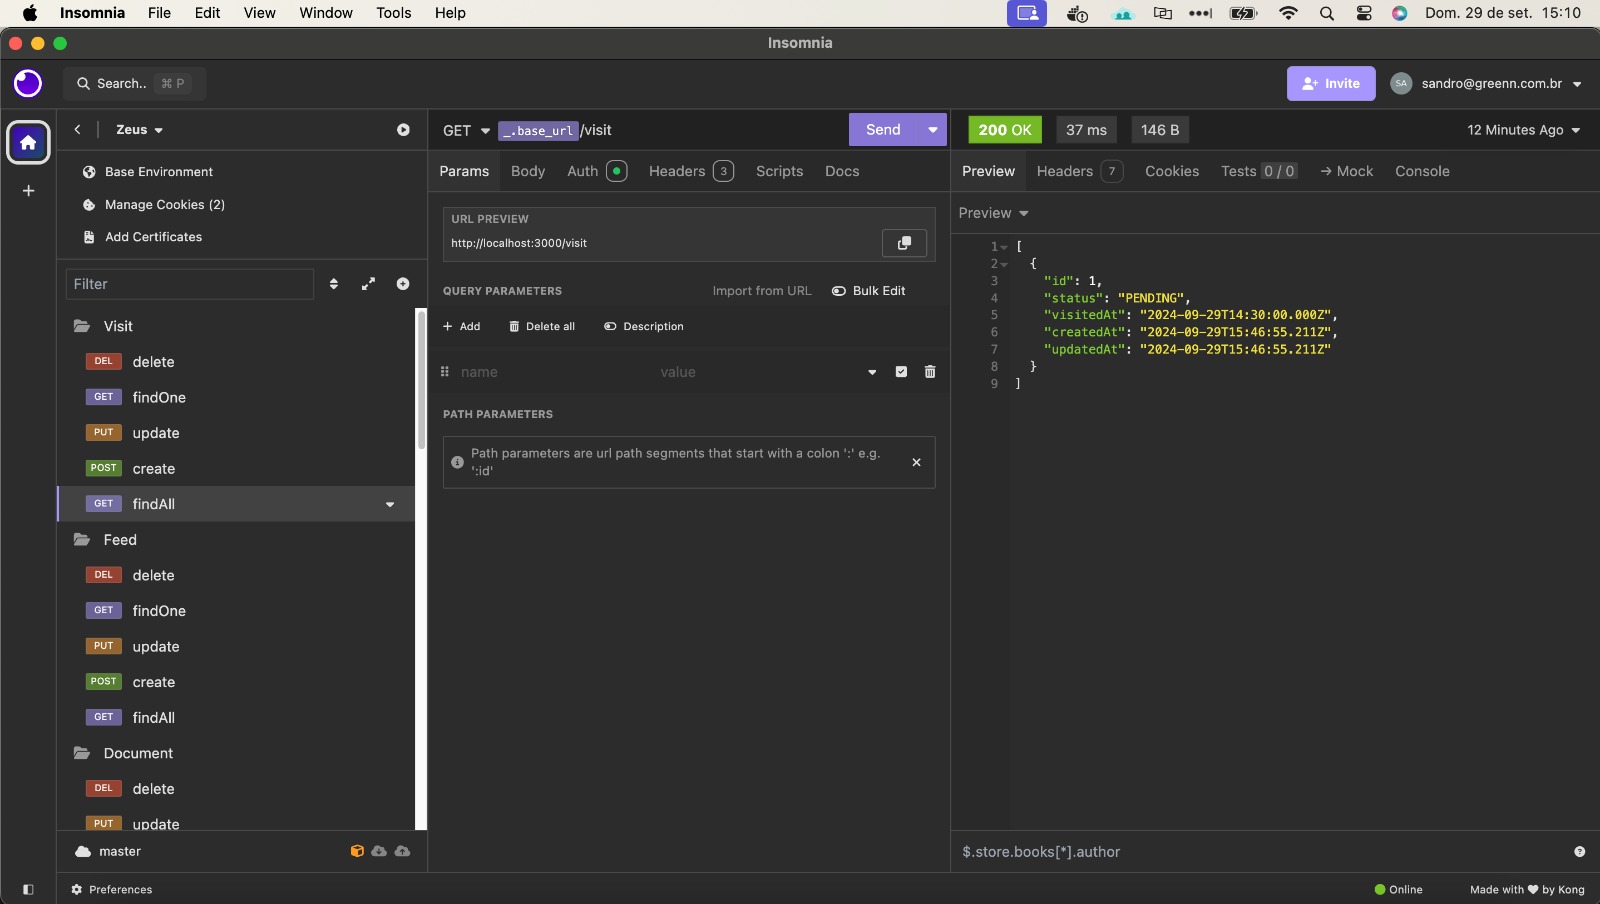 Insomnia File Edit View Window Tools Help Dom. 29 de set. 15:10
Insomnia
Search.. ⌘ P Invite SA sandro@greenn.com.br
Zeus GET _.base_url/visit Send 200 OK 37 ms 146 B 12 Minutes Ago
Base Environment
Manage Cookies (2)
Add Certificates
Filter
Visit
DEL delete
GET findOne
PUT update
POST create
GET findAll
Feed
DEL delete
GET findOne
PUT update
POST create
GET findAll
Document
DEL delete
PUT update
master
Preferences
Params Body Auth Headers 3 Scripts Docs
URL PREVIEW
http://localhost:3000/visit
QUERY PARAMETERS Import from URL Bulk Edit
+ Add Delete all Description
name value
PATH PARAMETERS
Path parameters are url path segments that start with a colon ':' e.g.
':id'
Preview Headers 7 Cookies Tests 0 / 0 → Mock Console
Preview
1 [
2 {
3 "id": 1,
4 "status": "PENDING",
5 "visitedAt": "2024-09-29T14:30:00.000Z",
6 "createdAt": "2024-09-29T15:46:55.211Z",
7 "updatedAt": "2024-09-29T15:46:55.211Z"
8 }
9 ]
$.store.books[*].author
Online Made with ♥ by Kong